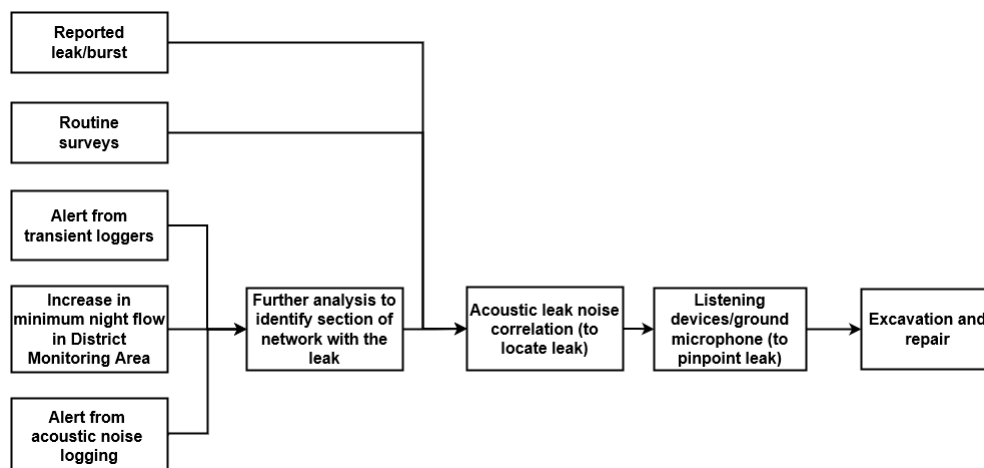 Reported
leak/burst
Routine
surveys
Alert from
transient loggers
Increase in
minimum night flow
in District
Monitoring Area
Alert from
acoustic noise
logging
Further analysis to
identify section of
network with the
leak
Acoustic leak noise
correlation (to
locate leak)
Listening
devices/ground
microphone (to
pinpoint leak)
Excavation and
repair